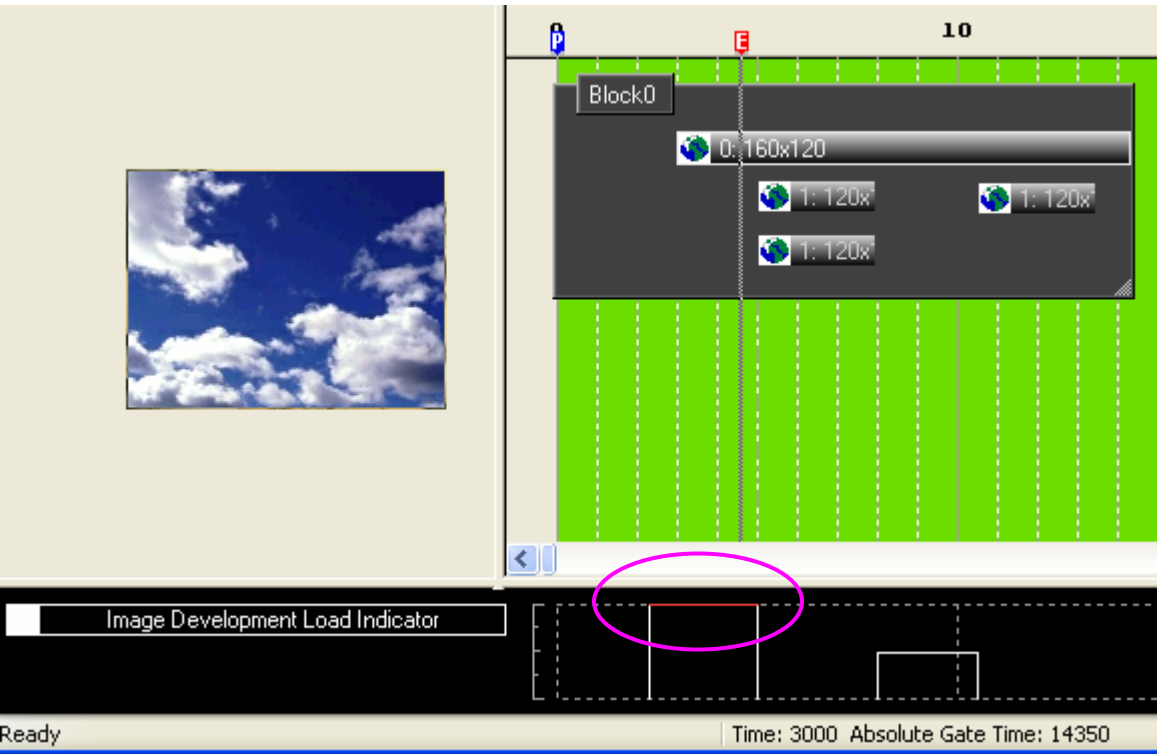 0 10
P E
Block0
0: 160x120
1: 120x 1: 120x
1: 120x
Image Development Load Indicator
Ready Time: 3000 Absolute Gate Time: 14350